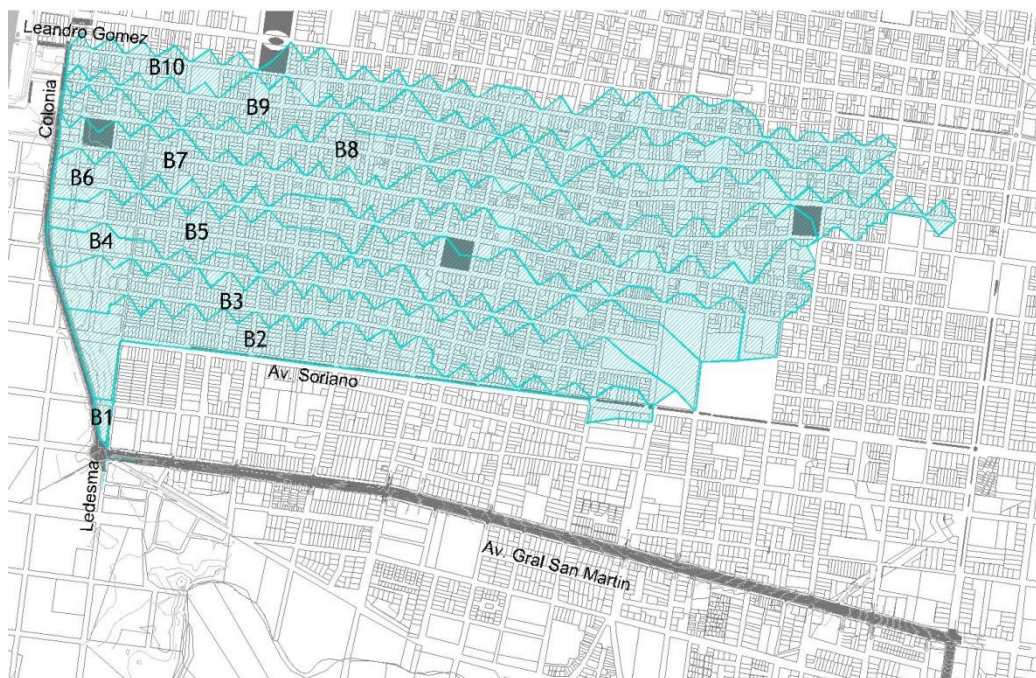 Leandro Gomez
B10
B9
Colonia
B8
B7
B6
B5
B4
B3
B2
Av. Soriano
B1
Ledesma
Av. Gral San Martin